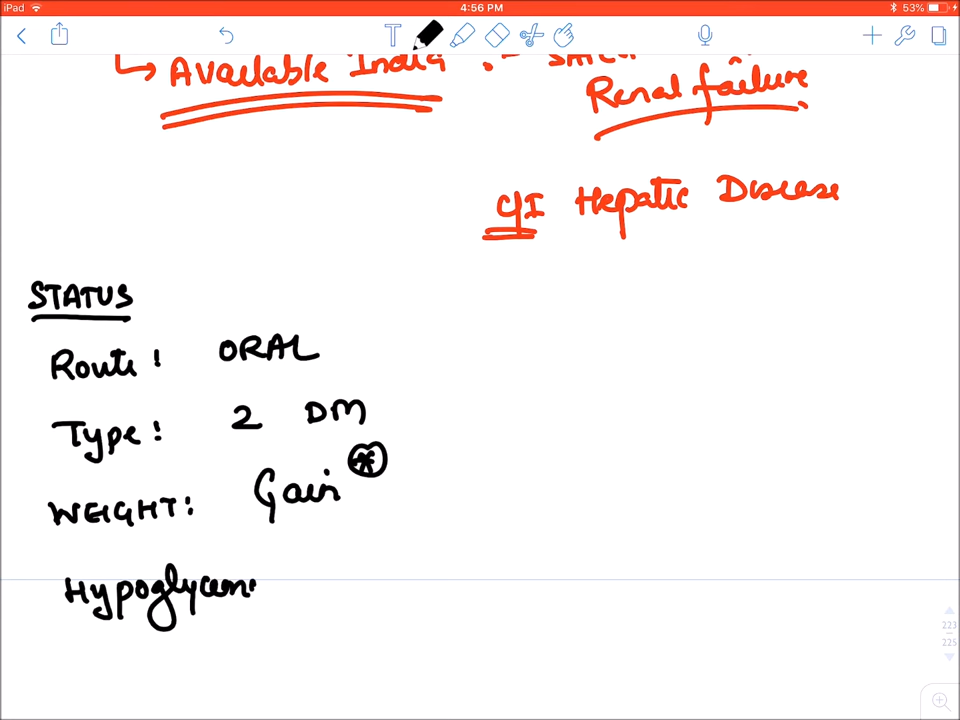 iPad 4:56 PM 53%
T
↳ Available India :-
Renal failure
C/I Hepatic Disease
STATUS
Route: ORAL
Type: 2 DM
WEIGHT: Gain *
Hypoglycem
223
225